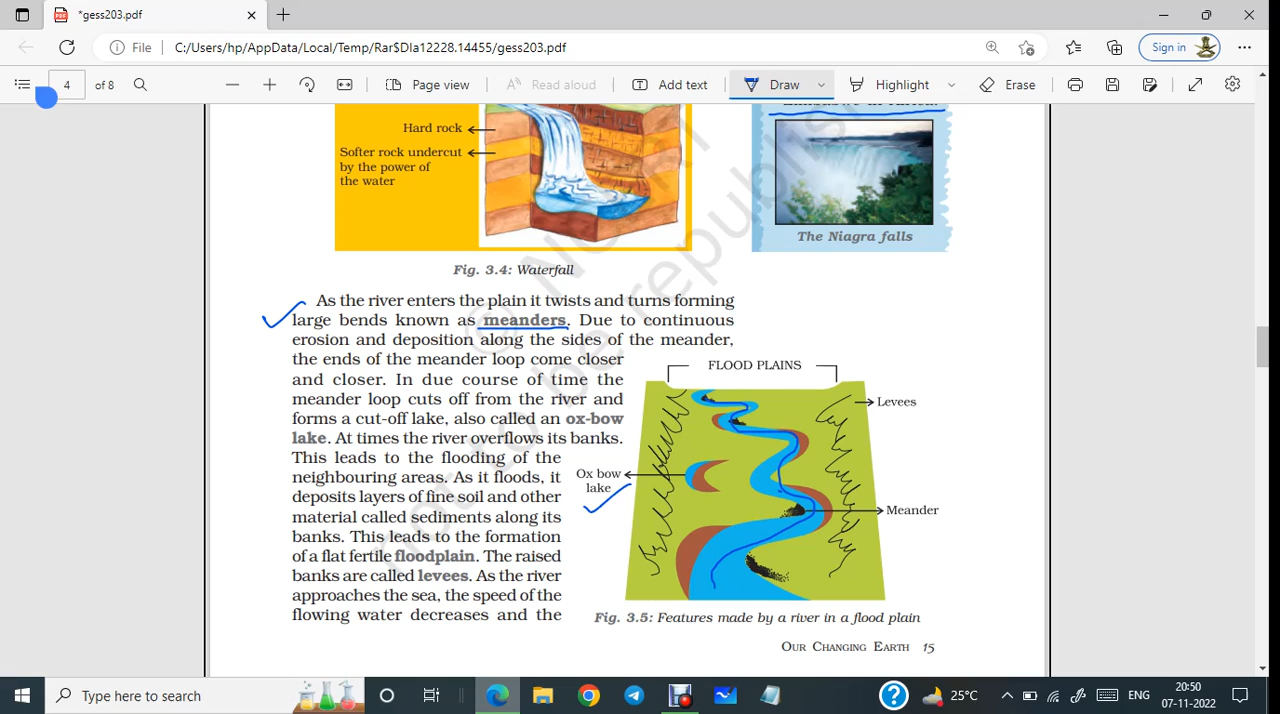 *gess203.pdf
File
C:/Users/hp/AppData/Local/Temp/Rar$DIa12228.14455/gess203.pdf
Sign in
4 of 8
Page view
Read aloud
Add text
Draw
Highlight
Erase
Hard rock
Softer rock undercut
by the power of
the water
The Niagra falls
Fig. 3.4: Waterfall
As the river enters the plain it twists and turns forming
large bends known as meanders. Due to continuous
erosion and deposition along the sides of the meander,
the ends of the meander loop come closer
and closer. In due course of time the
meander loop cuts off from the river and
forms a cut-off lake, also called an ox-bow
lake. At times the river overflows its banks.
This leads to the flooding of the
neighbouring areas. As it floods, it
deposits layers of fine soil and other
material called sediments along its
banks. This leads to the formation
of a flat fertile floodplain. The raised
banks are called levees. As the river
approaches the sea, the speed of the
flowing water decreases and the
FLOOD PLAINS
Levees
Ox bow
lake
Meander
Fig. 3.5: Features made by a river in a flood plain
OUR CHANGING EARTH 15
Type here to search
25°C
ENG
20:50
07-11-2022